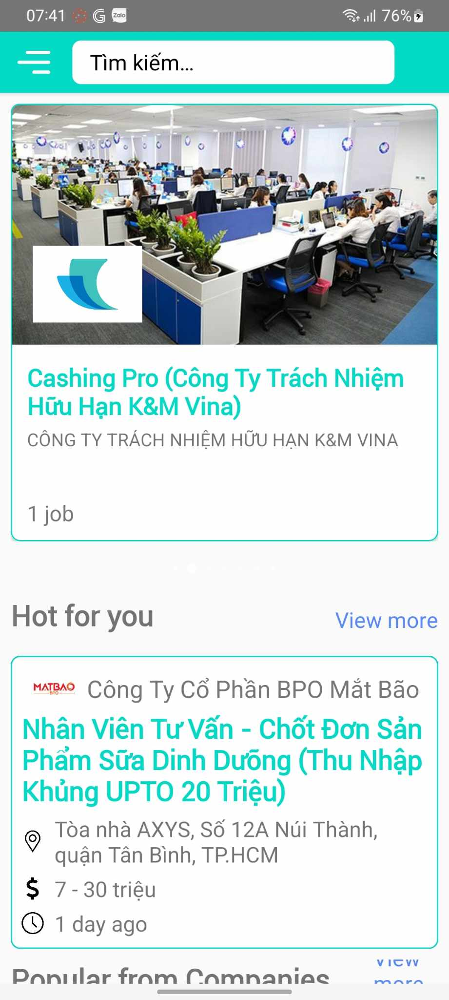 07:41
Zalo
76%
Tìm kiếm...
Cashing Pro (Công Ty Trách Nhiệm
Hữu Hạn K&M Vina)
CÔNG TY TRÁCH NHIỆM HỮU HẠN K&M VINA
1 job
Hot for you
View more
MATBAO
BPO
Công Ty Cổ Phần BPO Mắt Bão
Nhân Viên Tư Vấn - Chốt Đơn Sản
Phẩm Sữa Dinh Dưỡng (Thu Nhập
Khủng UPTO 20 Triệu)
Tòa nhà AXYS, Số 12A Núi Thành,
quận Tân Bình, TP.HCM
7 - 30 triệu
1 day ago
Popular from Companies
View
more